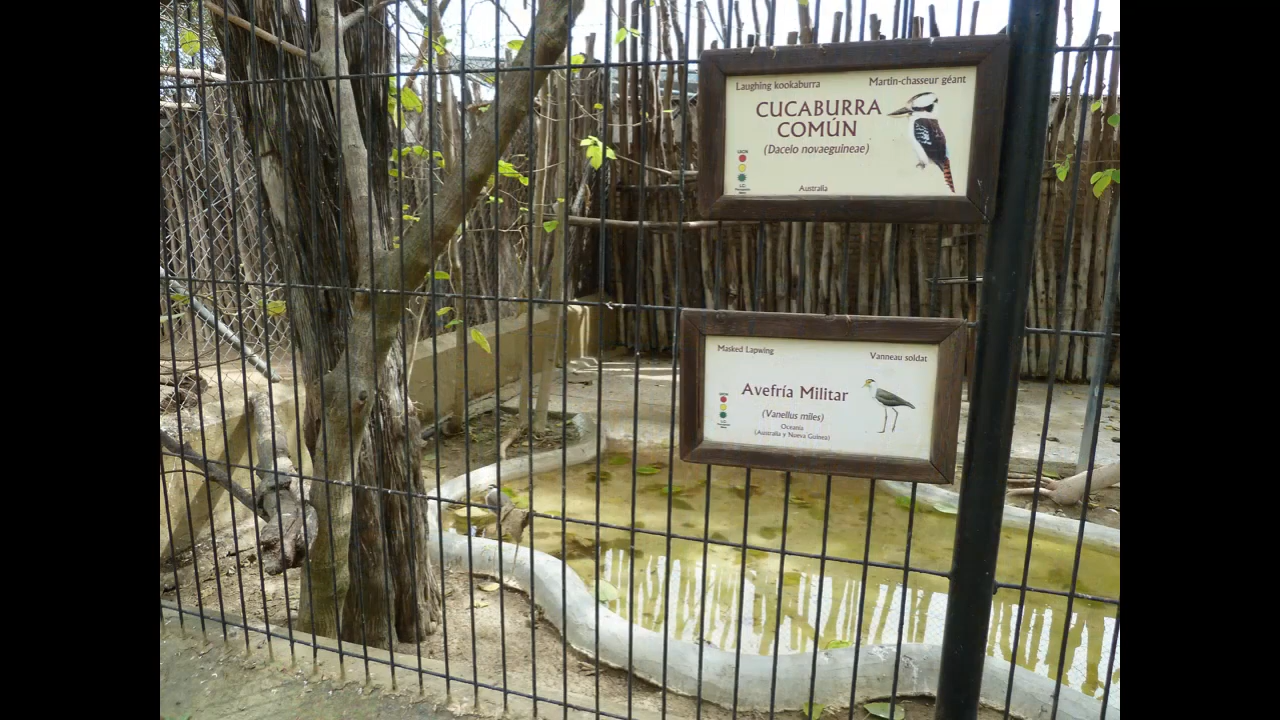 Laughing kookaburra
Martin-chasseur géant
CUCABURRA
COMÚN
(Dacelo novaeguineae)
Australia
Masked Lapwing
Vanneau soldat
Avefría Militar
(Vanellus miles)
Oceanía
(Australia y Nueva Guinea)